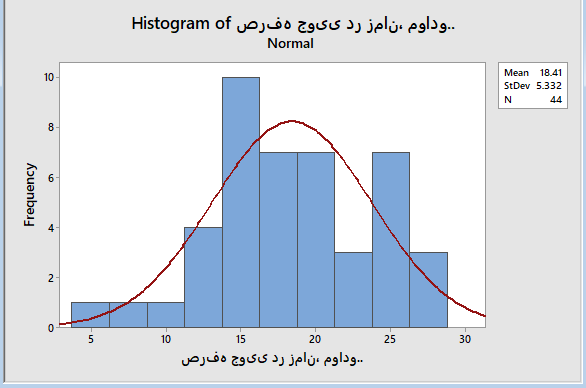 Histogram of صرفه جویی در زمان، موادو..
Normal
Mean 18.41
StDev 5.332
N 44
Frequency
10
8
6
4
2
0
5 10 15 20 25 30
صرفه جویی در زمان، موادو..